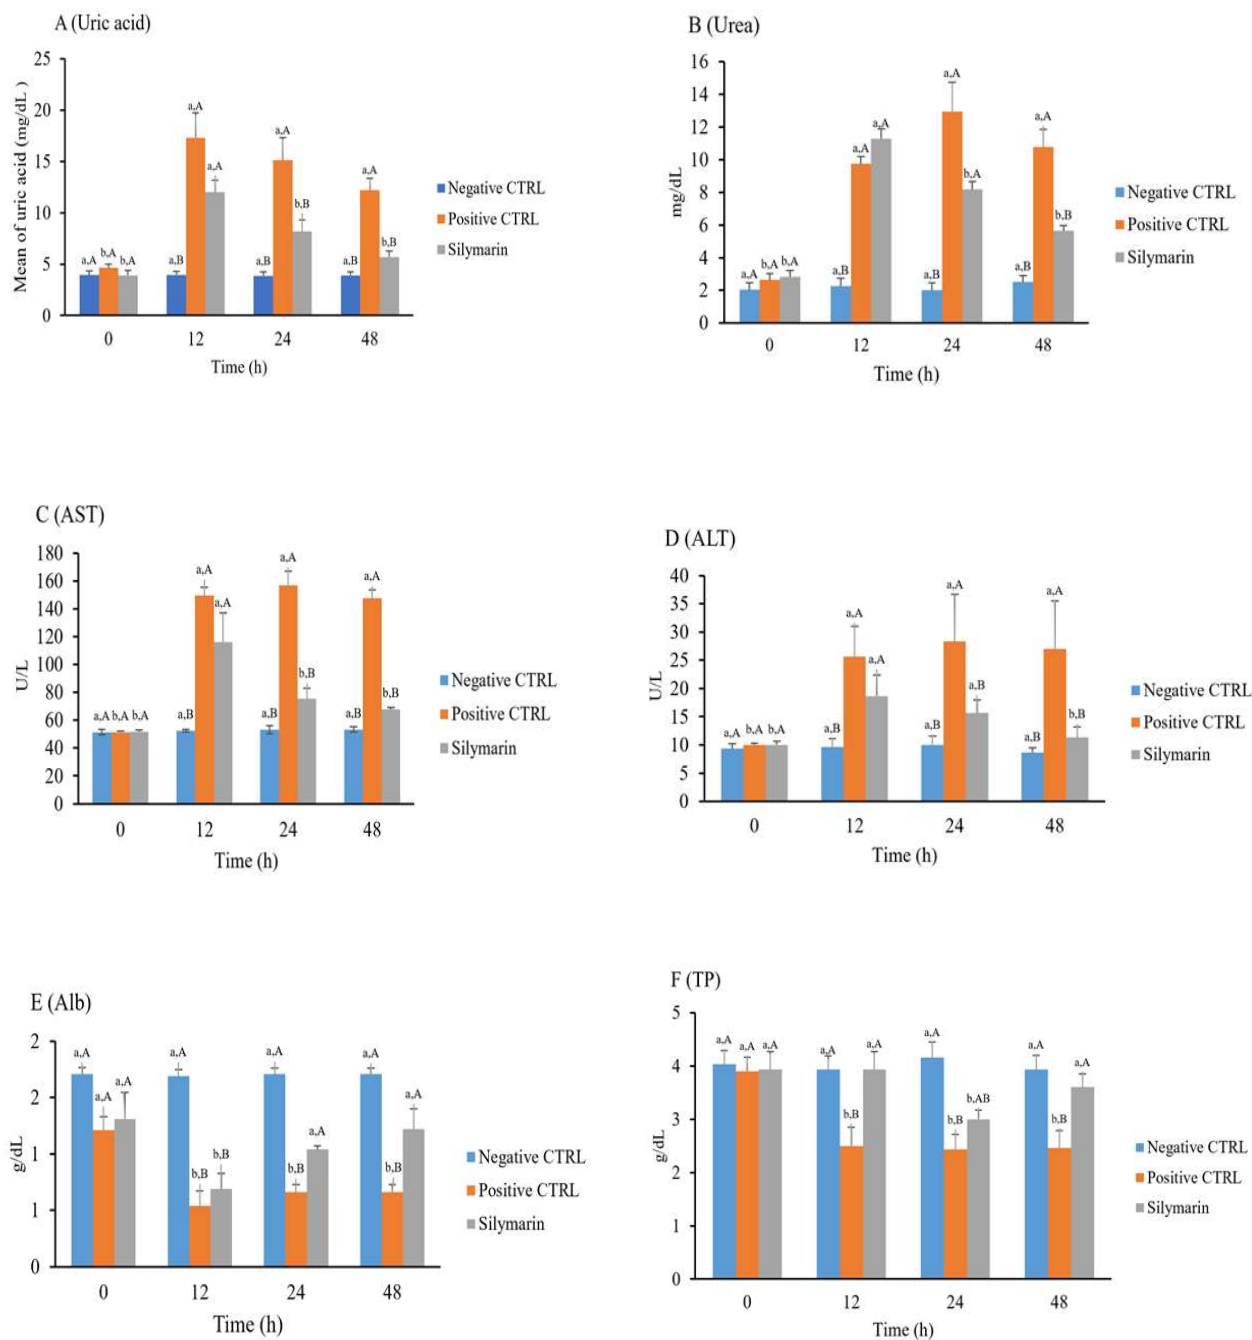 A (Uric acid)
Mean of uric acid (mg/dL )
25
20
15
10
5
0
a,A b,A b,A
a,B a,A a,A
a,B a,A b,B
a,B a,A b,B
0 12 24 48
Time (h)
Negative CTRL
Positive CTRL
Silymarin
B (Urea)
mg/dL
16
14
12
10
8
6
4
2
0
a,A b,A b,A
a,B a,A a,A
a,B a,A b,A
a,B a,A b,B
0 12 24 48
Time (h)
Negative CTRL
Positive CTRL
Silymarin
C (AST)
U/L
180
160
140
120
100
80
60
40
20
0
a,A b,A b,A
a,B a,A a,A
a,B a,A b,B
a,B a,A b,B
0 12 24 48
Time (h)
Negative CTRL
Positive CTRL
Silymarin
D (ALT)
U/L
40
35
30
25
20
15
10
5
0
a,A b,A b,A
a,B a,A a,A
a,B a,A a,B
a,B a,A b,B
0 12 24 48
Time (h)
Negative CTRL
Positive CTRL
Silymarin
E (Alb)
g/dL
2
2
1
1
0
a,A a,A a,A
a,A b,B b,B
a,A b,B a,A
a,A b,B a,A
0 12 24 48
Time (h)
Negative CTRL
Positive CTRL
Silymarin
F (TP)
g/dL
5
4
3
2
1
0
a,A a,A a,A
a,A b,B a,A
a,A b,B b,AB
a,A b,B a,A
0 12 24 48
Time (h)
Negative CTRL
Positive CTRL
Silymarin